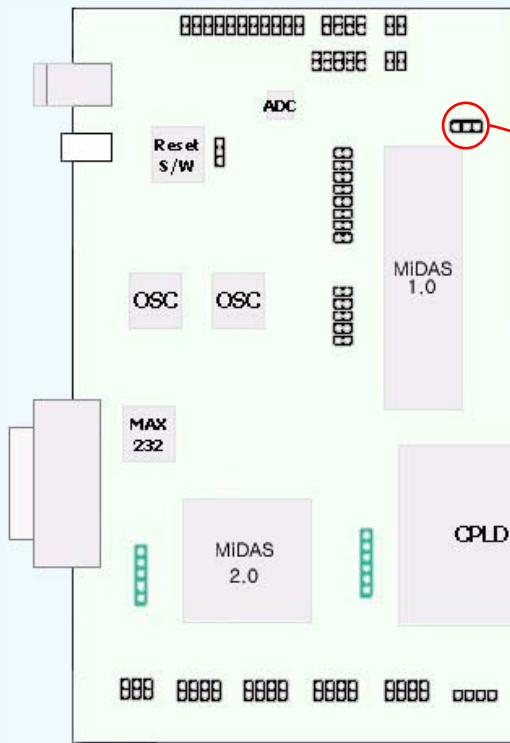 ADC
Reset
S/W
MiDAS
1.0
OSC
OSC
MAX
232
CPLD
MiDAS
2.0